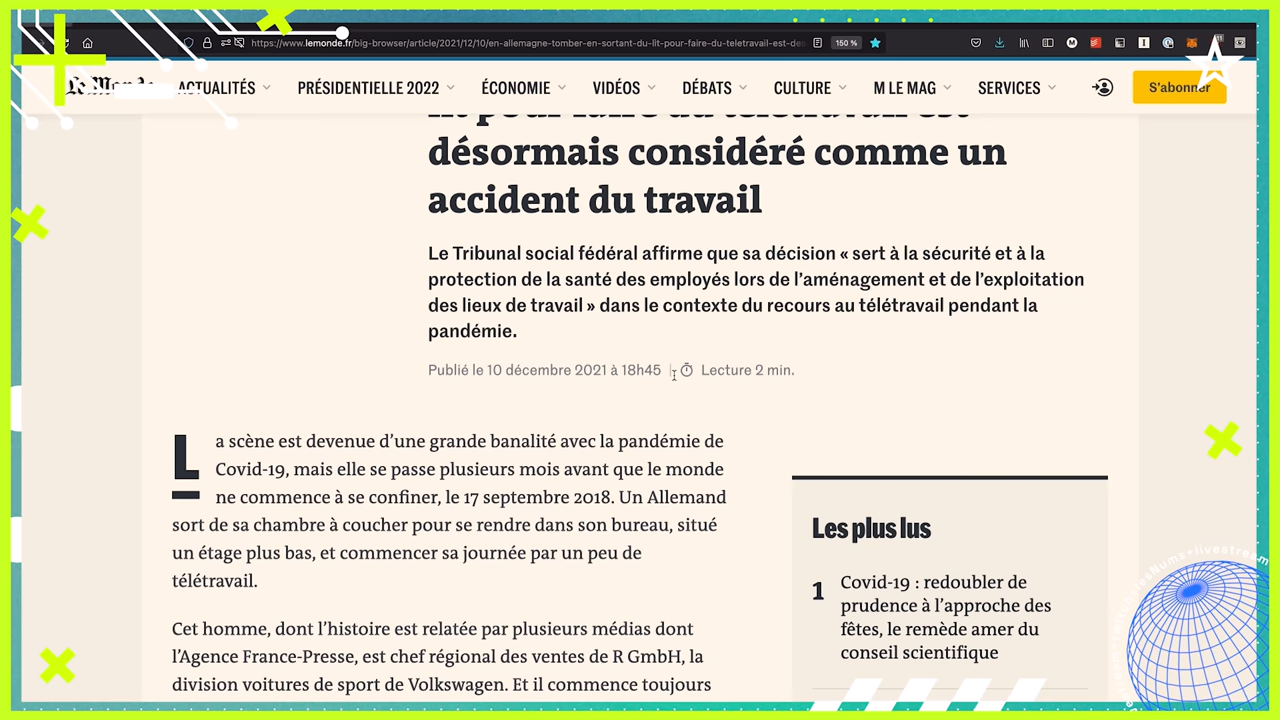 https://www.lemonde.fr/big-browser/article/2021/12/10/en-allemagne-tomber-en-sortant-du-lit-pour-faire-du-teletravail-est-des
150 %
Le Monde
ACTUALITÉS
PRÉSIDENTIELLE 2022
ÉCONOMIE
VIDÉOS
DÉBATS
CULTURE
M LE MAG
SERVICES
S'abonner
lit pour faire du télétravail est
désormais considéré comme un
accident du travail
Le Tribunal social fédéral affirme que sa décision « sert à la sécurité et à la
protection de la santé des employés lors de l'aménagement et de l'exploitation
des lieux de travail » dans le contexte du recours au télétravail pendant la
pandémie.
Publié le 10 décembre 2021 à 18h45
Lecture 2 min.
La scène est devenue d'une grande banalité avec la pandémie de
Covid-19, mais elle se passe plusieurs mois avant que le monde
ne commence à se confiner, le 17 septembre 2018. Un Allemand
sort de sa chambre à coucher pour se rendre dans son bureau, situé
un étage plus bas, et commencer sa journée par un peu de
télétravail.
Cet homme, dont l'histoire est relatée par plusieurs médias dont
l'Agence France-Presse, est chef régional des ventes de R GmbH, la
division voitures de sport de Volkswagen. Et il commence toujours
Les plus lus
1
Covid-19 : redoubler de
prudence à l'approche des
fêtes, le remède amer du
conseil scientifique